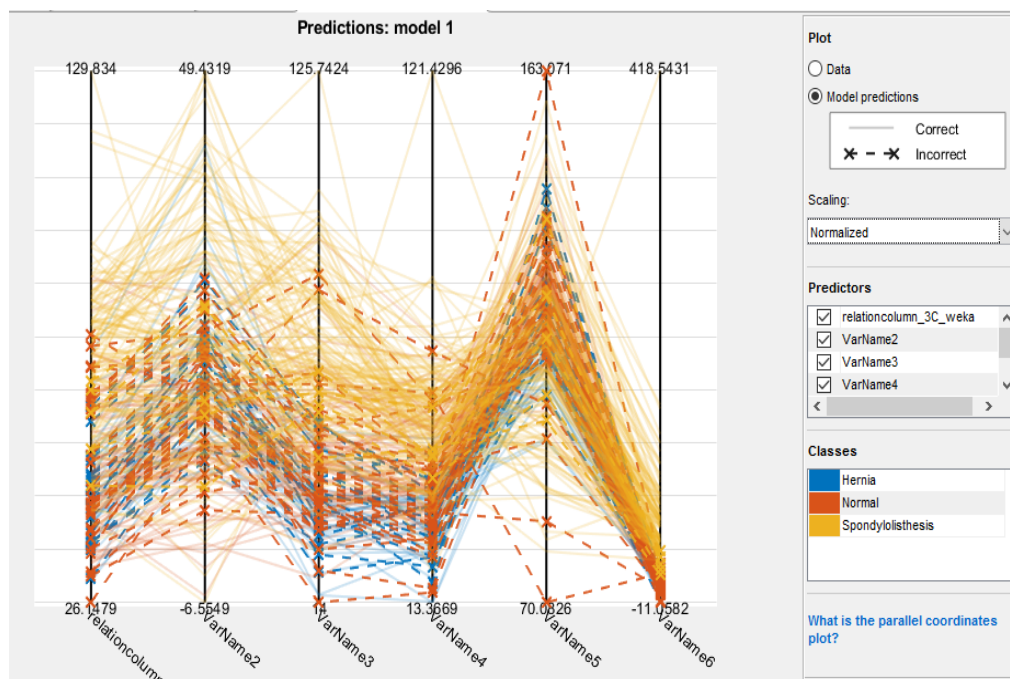 Predictions: model 1
129.834 49.4319 125.7424 121.4296 163.071 418.5431
26.1479 -6.5549 14 13.3669 70.0826 -11.0582
relationcolumn VarName2 VarName3 VarName4 VarName5 VarName6
Plot
Data
Model predictions
Correct
Incorrect
Scaling:
Normalized
Predictors
relationcolumn_3C_weka
VarName2
VarName3
VarName4
Classes
Hernia
Normal
Spondylolisthesis
What is the parallel coordinates
plot?